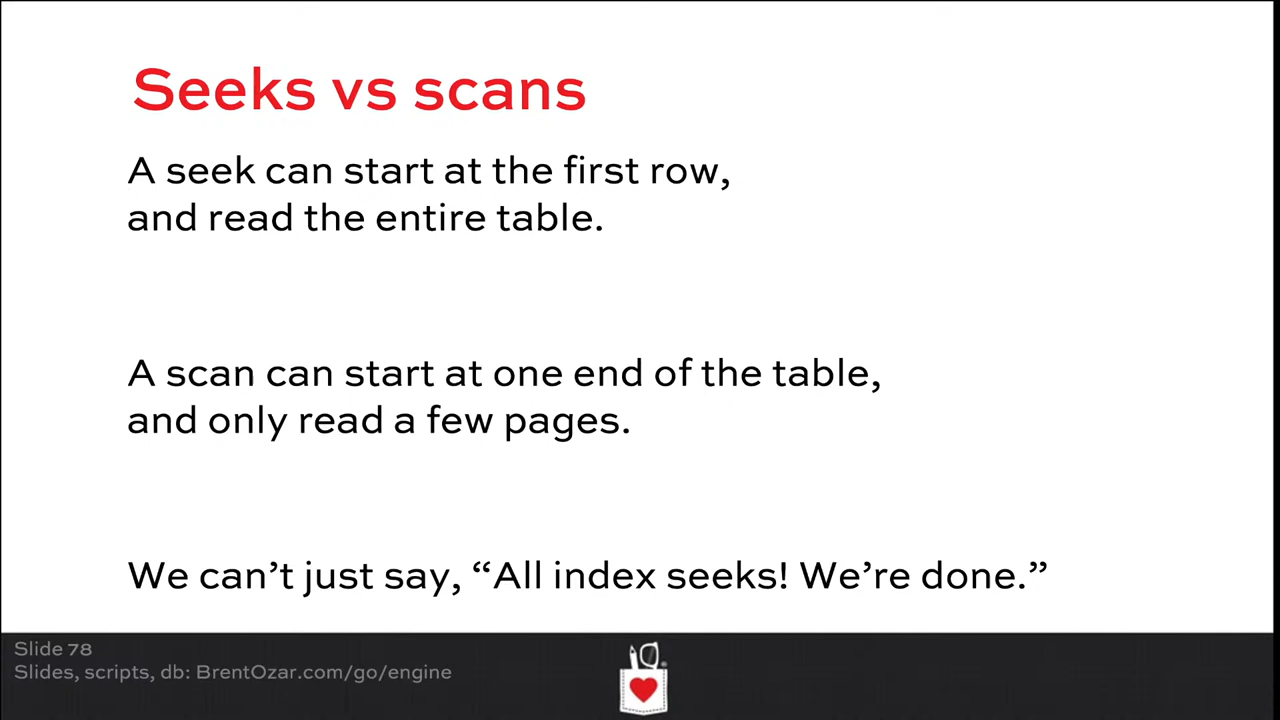 Seeks vs scans
A seek can start at the first row,
and read the entire table.
A scan can start at one end of the table,
and only read a few pages.
We can’t just say, “All index seeks! We’re done.”
Slide 78
Slides, scripts, db: BrentOzar.com/go/engine